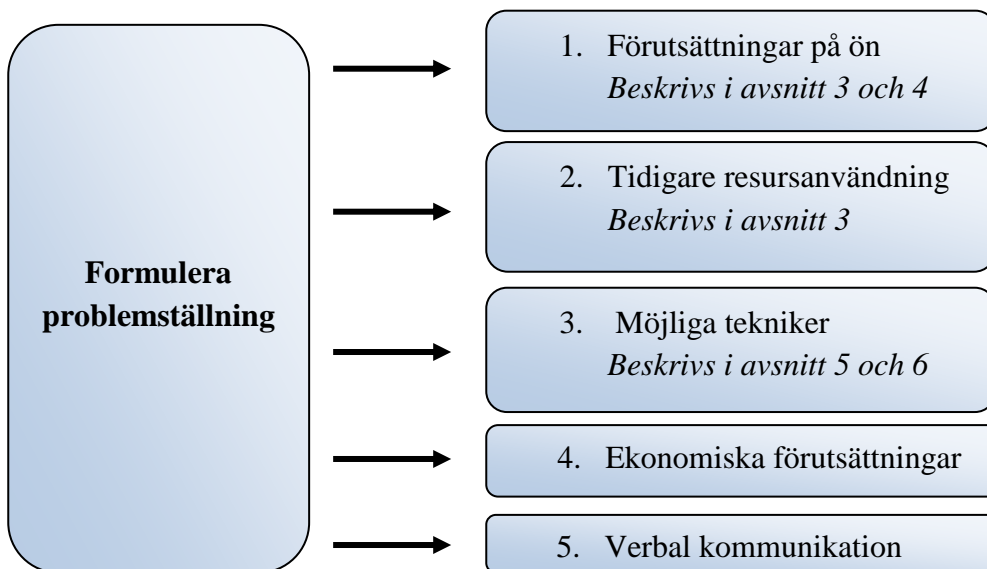 Formulera
problemställning
1. Förutsättningar på ön
Beskrivs i avsnitt 3 och 4
2. Tidigare resursanvändning
Beskrivs i avsnitt 3
3. Möjliga tekniker
Beskrivs i avsnitt 5 och 6
4. Ekonomiska förutsättningar
5. Verbal kommunikation